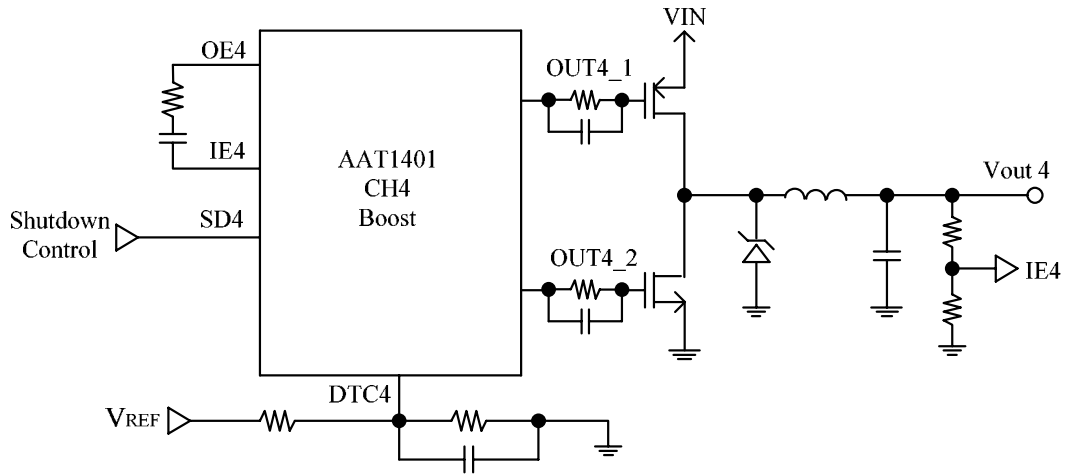 VIN
OE4
OUT4_1
IE4
AAT1401
CH4
Boost
Vout 4
Shutdown
Control
SD4
OUT4_2
IE4
DTC4
VREF